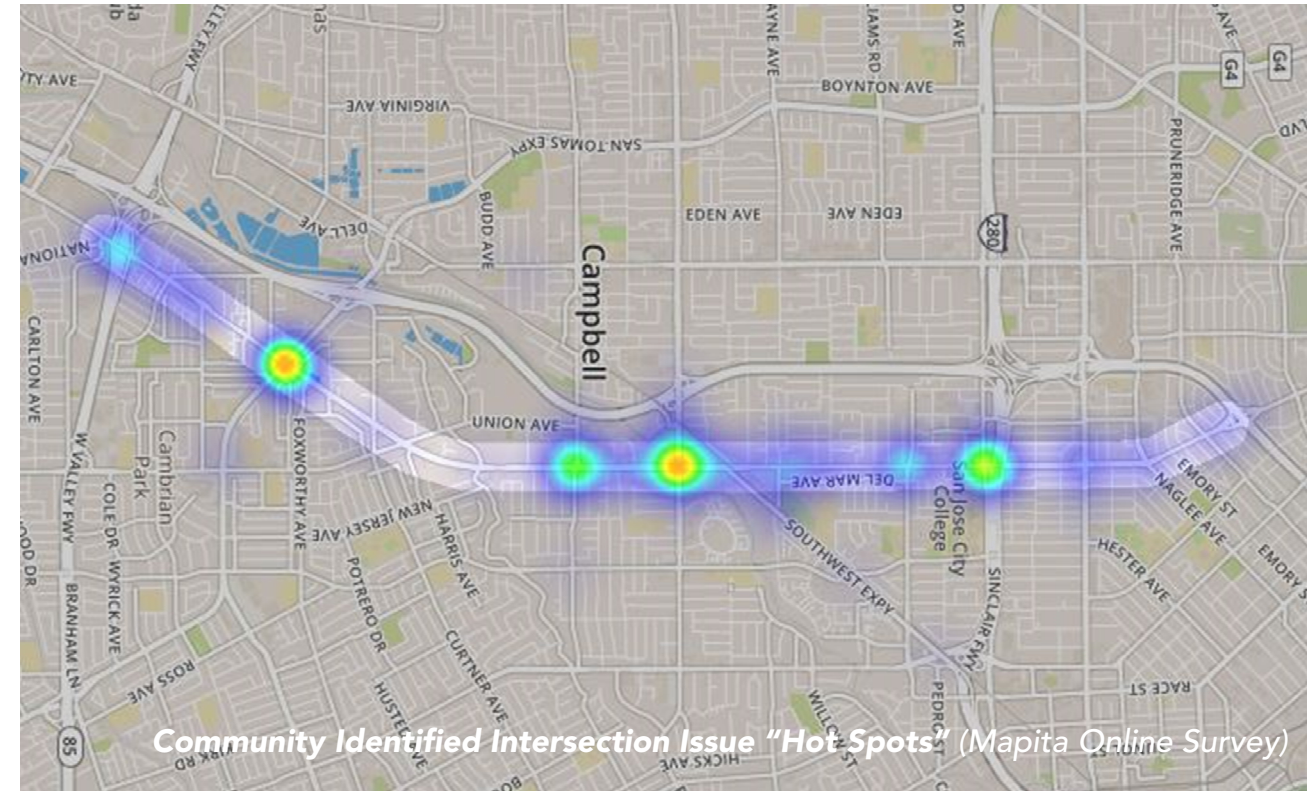 VIRGINIA AVE
BOYNTON AVE
SAN TOMAS EXPY
G4
G4
PRUNERIDGE AVE
DELL AVE
BUDD AVE
EDEN AVE
EDEN AVE
280
Campbell
CARLTON AVE
UNION AVE
Cambrian
Park
FOXWORTHY AVE
W VALLEY FWY
COLE DR
WYRICK AVE
NEW JERSEY AVE
HARRIS AVE
DEL MAR AVE
San Jose City
College
EMORY ST
NAGLEE AVE
SOUTHWEST EXPY
HESTER AVE
EMORY S
SINCLAIR FWY
BRANHAM LN
POTRERO DR
CURTNER AVE
ROSS AVE
RACE ST
85
HICKS AVE
Community Identified Intersection Issue “Hot Spots” (Mapita Online Survey)